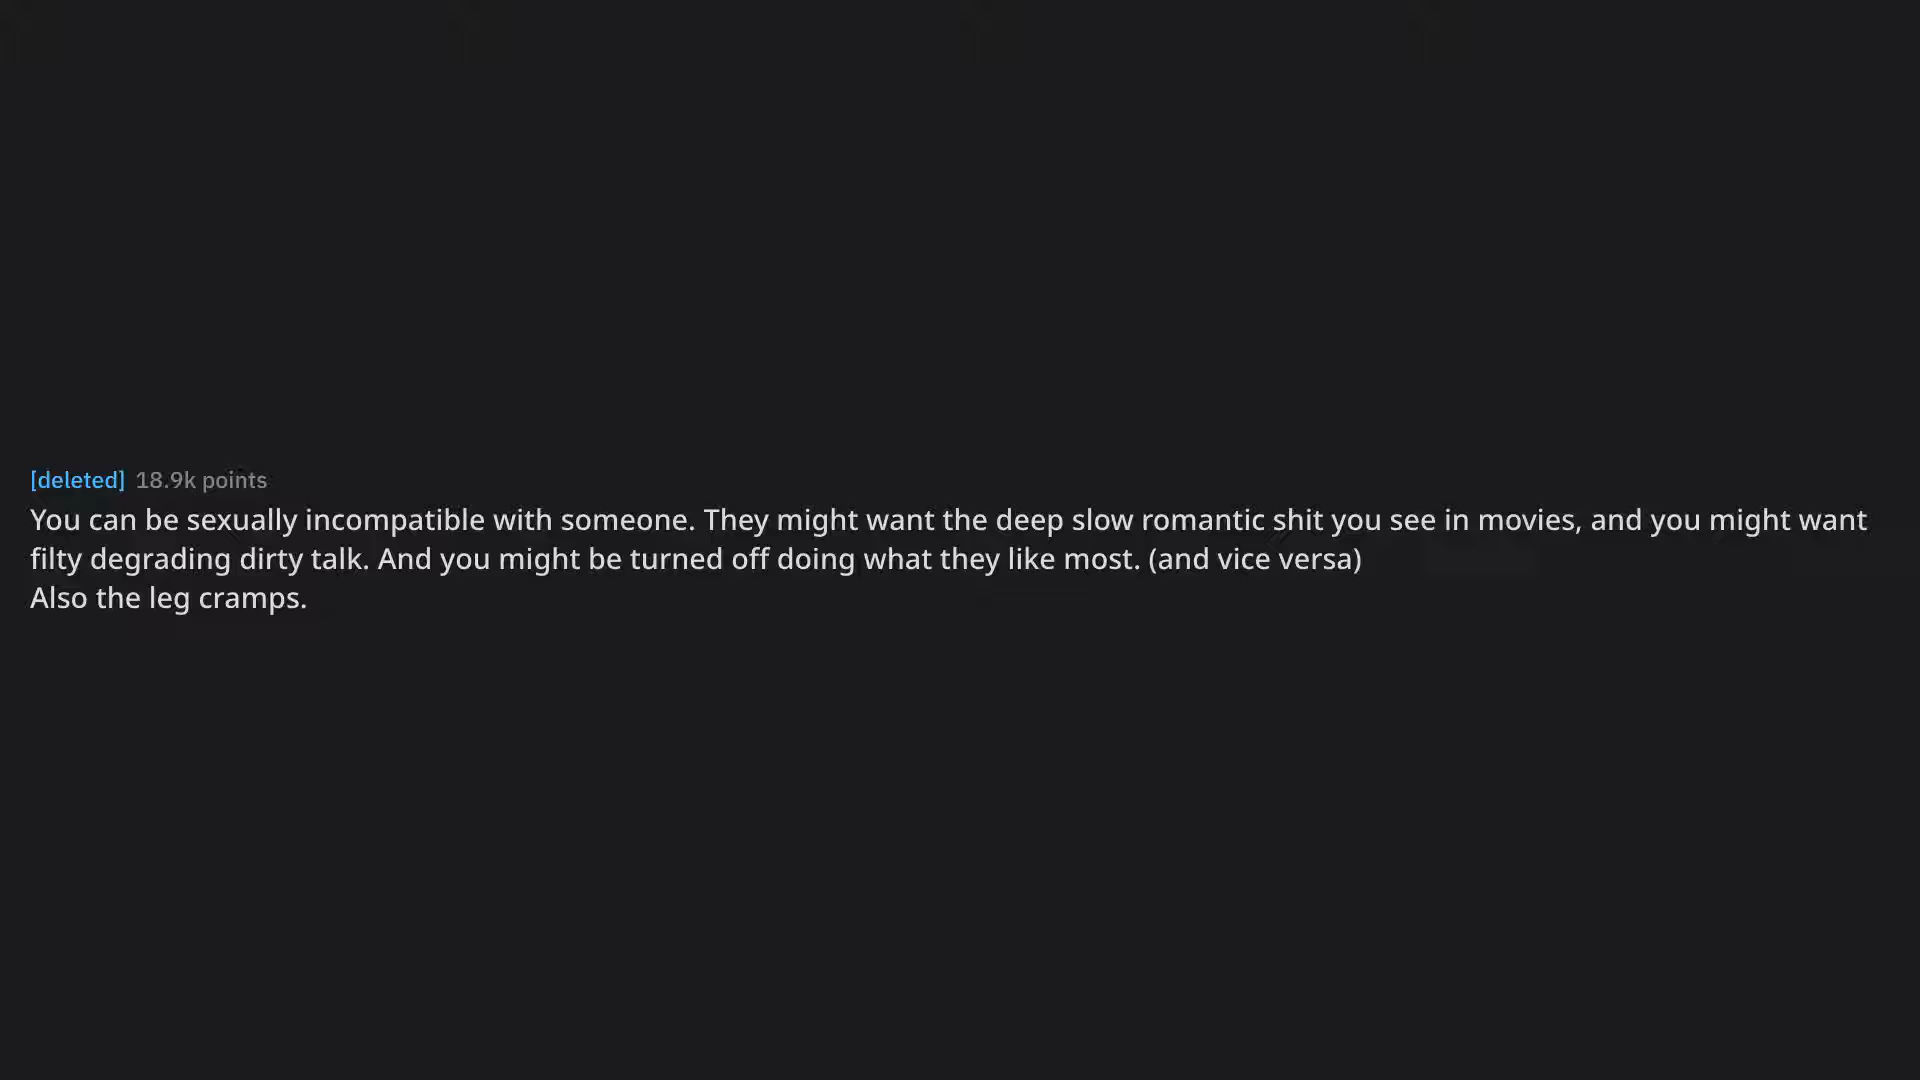 [deleted] 18.9k points
You can be sexually incompatible with someone. They might want the deep slow romantic shit you see in movies, and you might want
filty degrading dirty talk. And you might be turned off doing what they like most. (and vice versa)
Also the leg cramps.